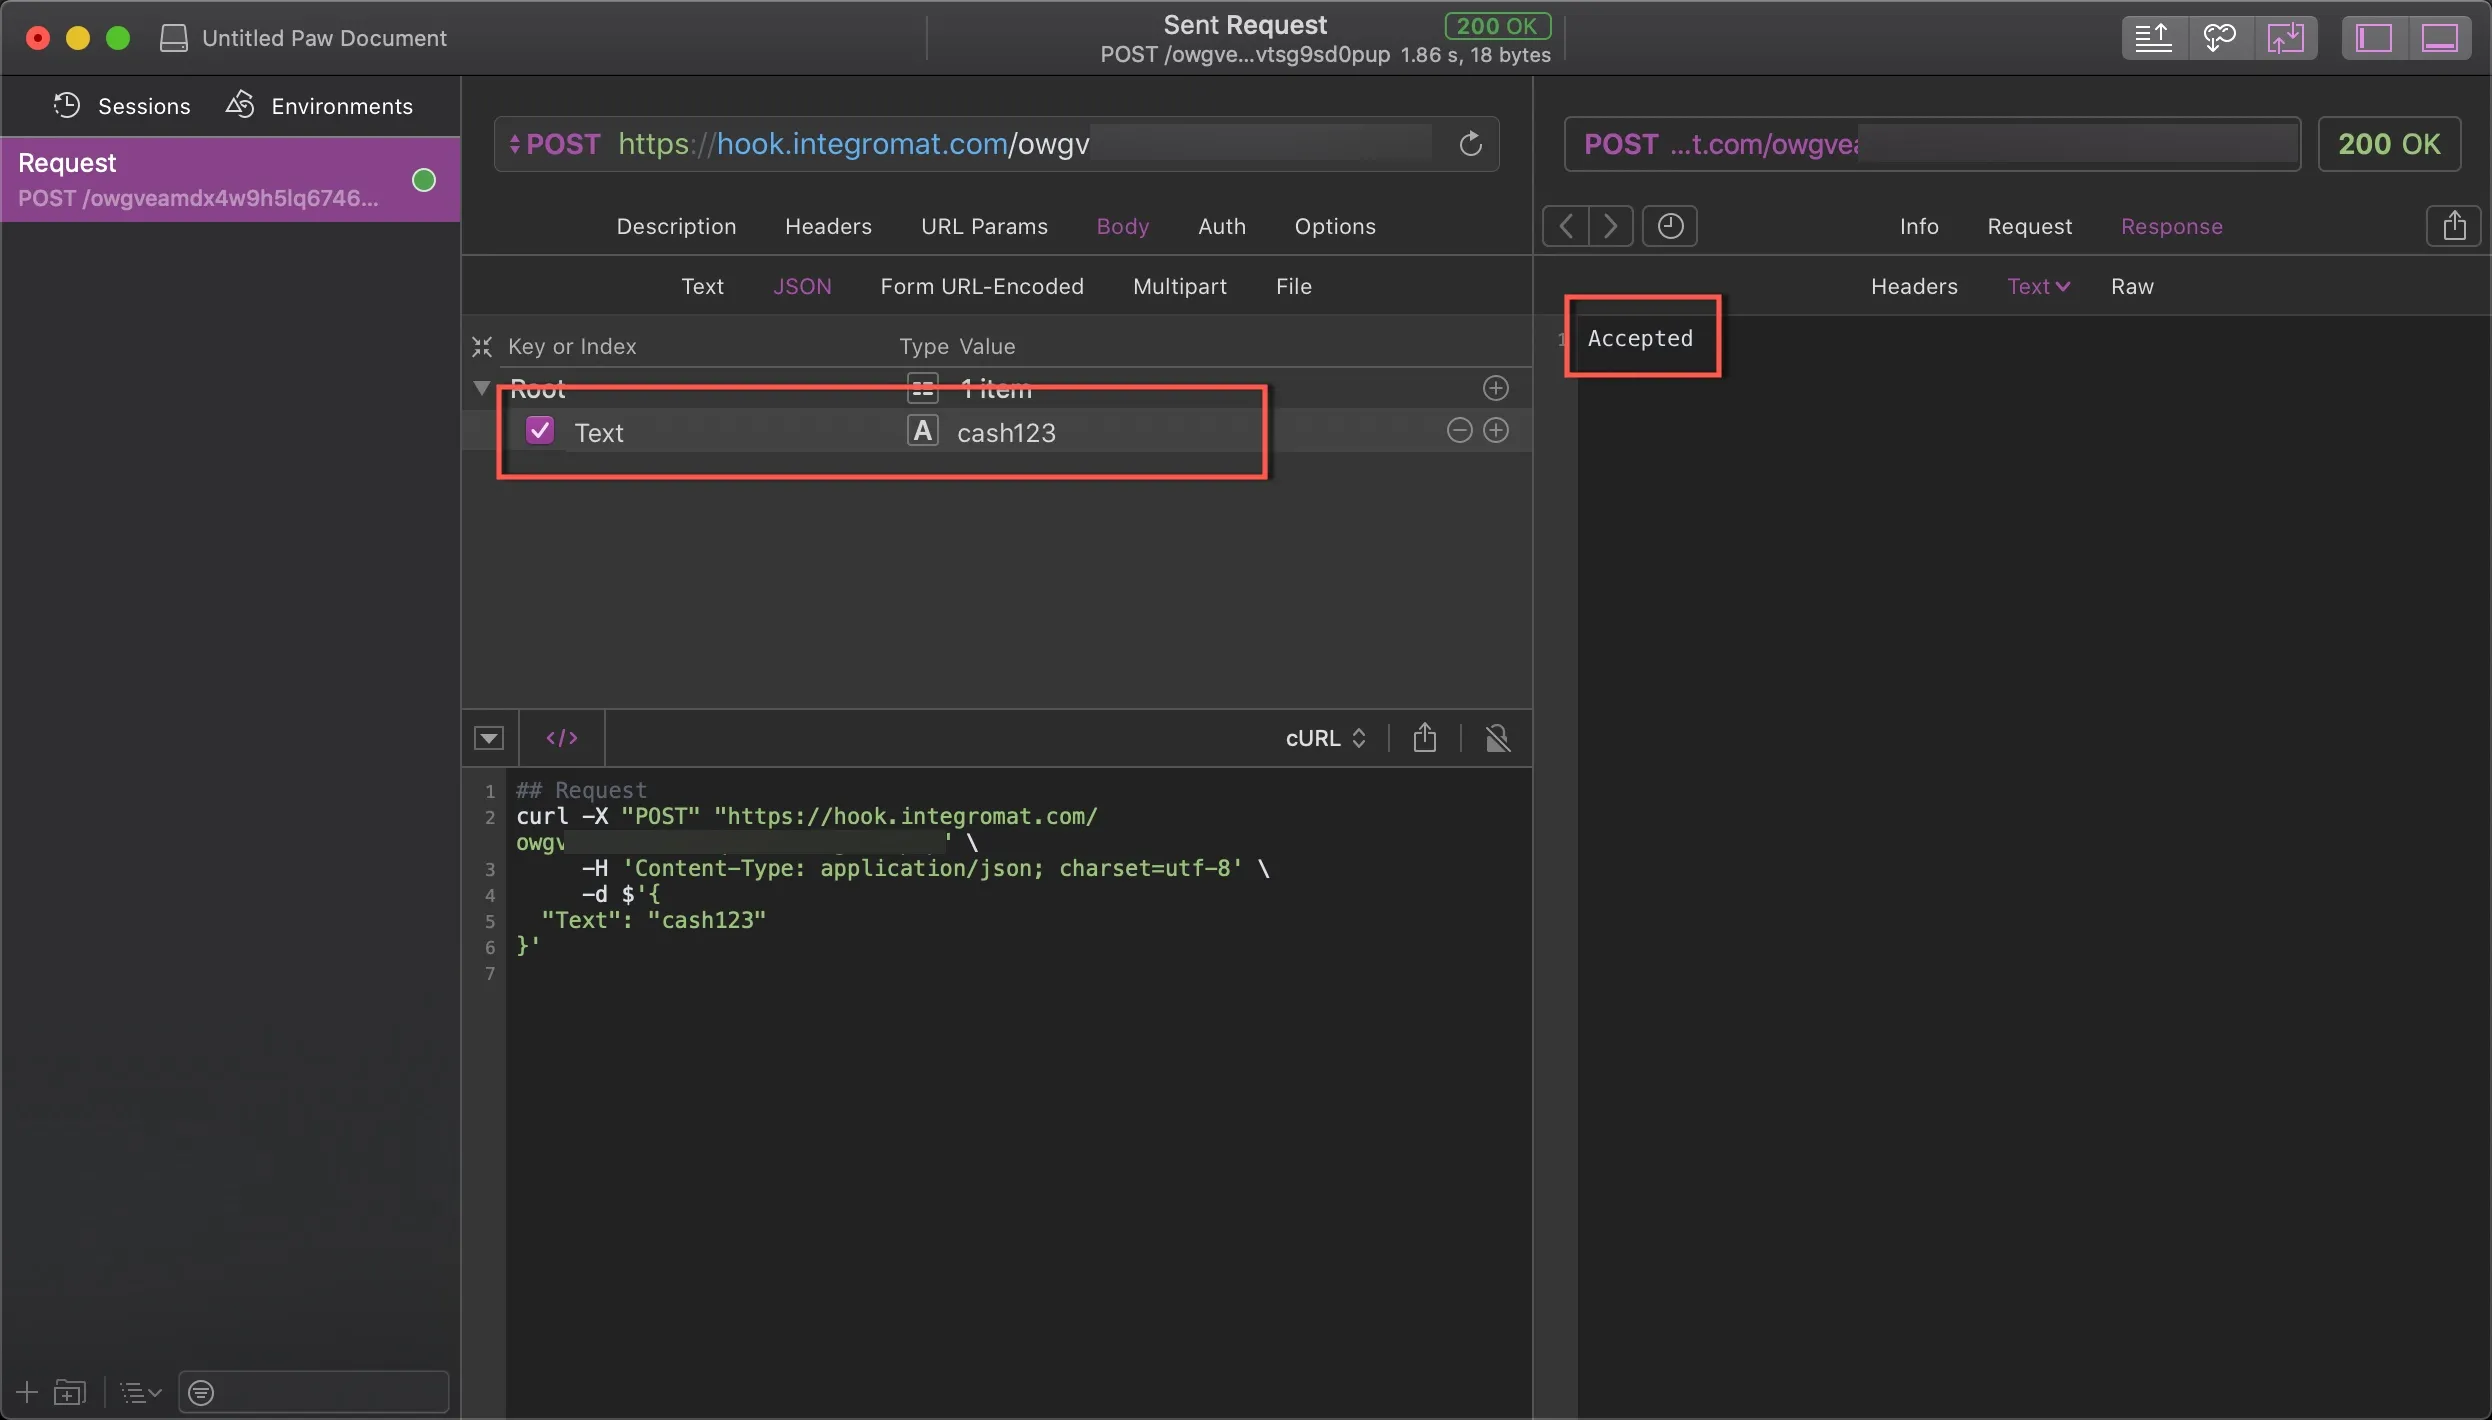 Untitled Paw Document
Sent Request 200 OK
POST /owgve...vtsg9sd0pup 1.86 s, 18 bytes
Sessions Environments
Request
POST /owgveamdx4w9h5lq6746...
POST https://hook.integromat.com/owgv
Description Headers URL Params Body Auth Options
Text JSON Form URL-Encoded Multipart File
Key or Index Type Value
Root 1 item
Text A cash123
</> cURL
1 ## Request
2 curl -X "POST" "https://hook.integromat.com/
owgv ' \
3 -H 'Content-Type: application/json; charset=utf-8' \
4 -d $'{
5 "Text": "cash123"
6 }'
7
POST ...t.com/owgvea 200 OK
Info Request Response
Headers Text Raw
1 Accepted